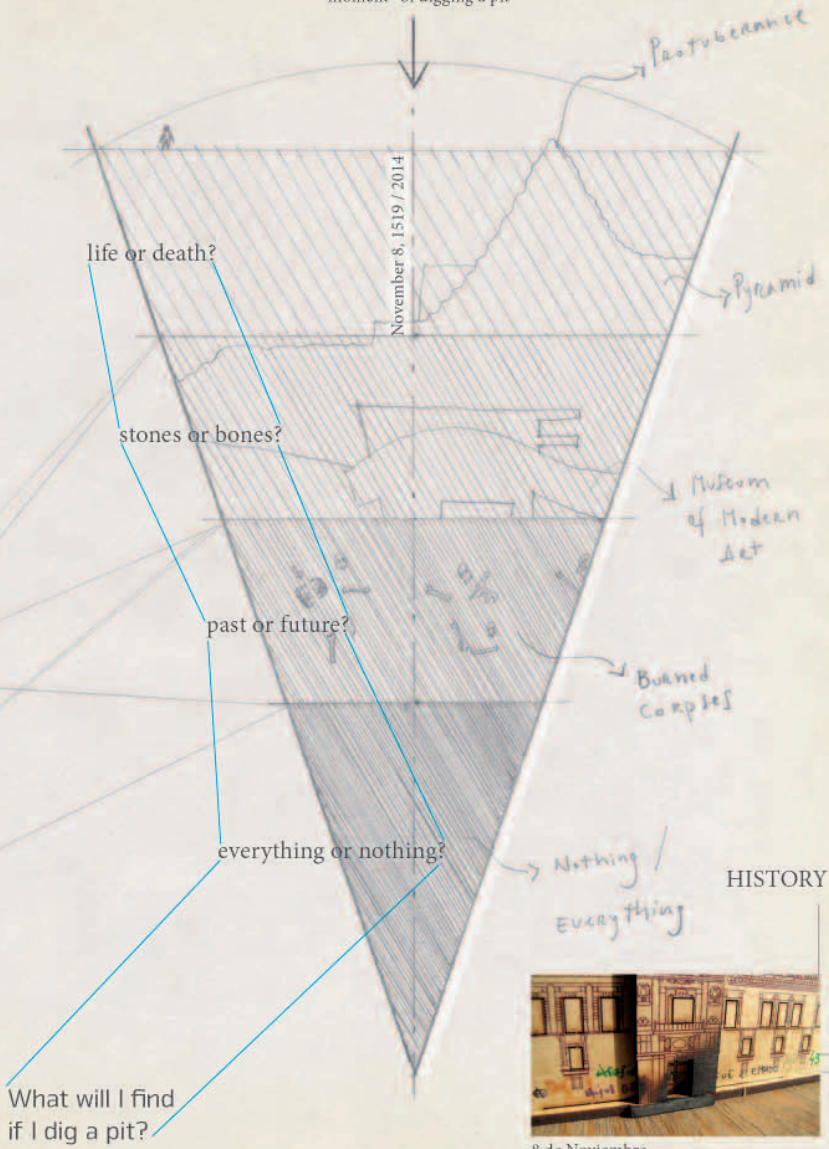 moment" of digging a pit
Protuberance
November 8, 1519 / 2014
life or death?
Pyramid
stones or bones?
Museum
of Modern
Art
past or future?
Burned
Corpses
everything or nothing?
Nothing /
Everything
HISTORY
What will I find
if I dig a pit?
8 de Noviembre